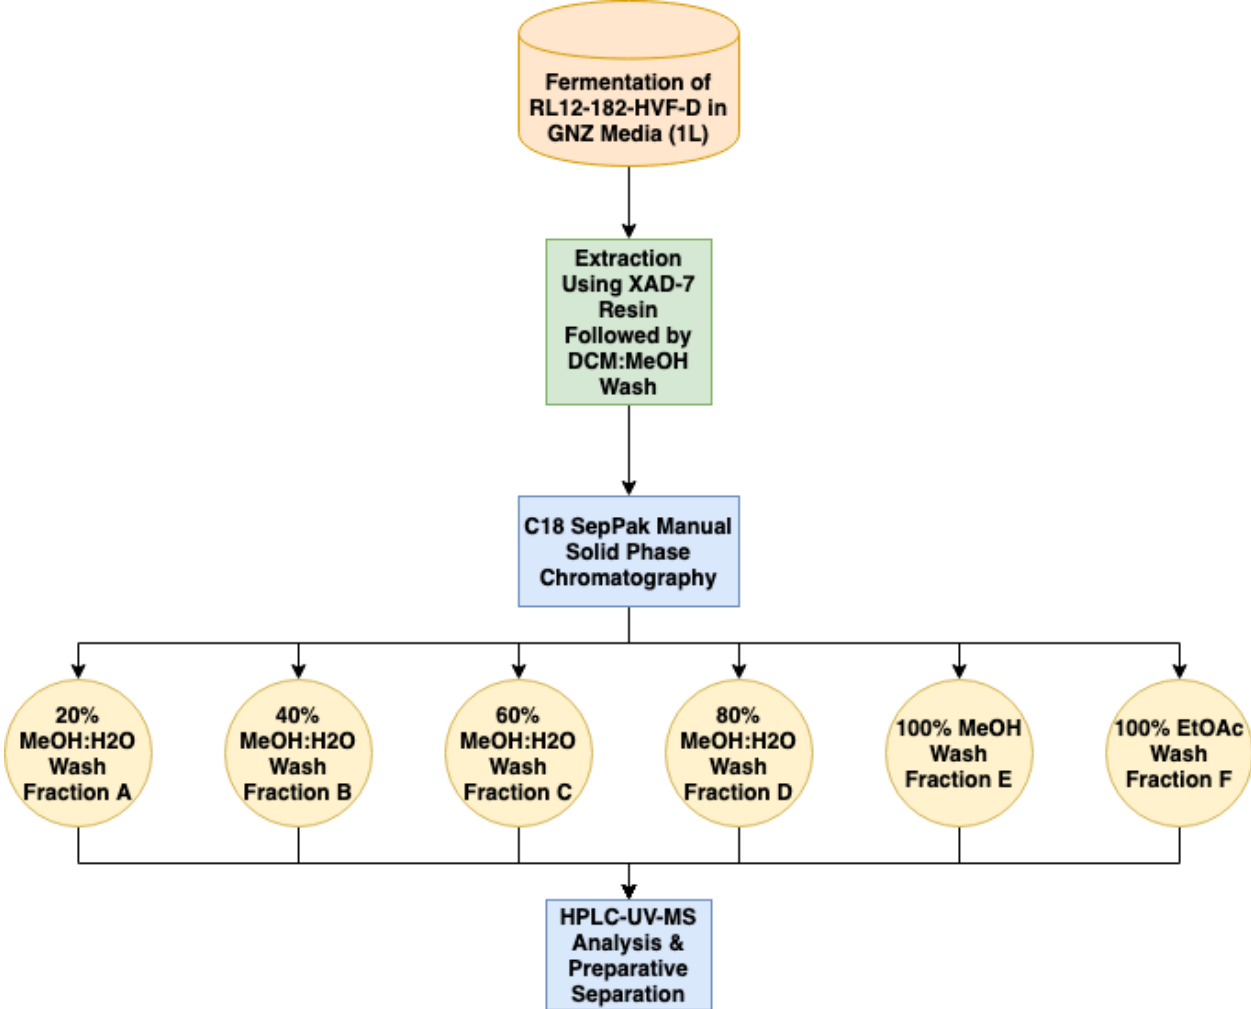 Fermentation of
RL12-182-HVF-D in
GNZ Media (1L)
Extraction
Using XAD-7
Resin
Followed by
DCM:MeOH
Wash
C18 SepPak Manual
Solid Phase
Chromatography
20%
MeOH:H2O
Wash
Fraction A
40%
MeOH:H2O
Wash
Fraction B
60%
MeOH:H2O
Wash
Fraction C
80%
MeOH:H2O
Wash
Fraction D
100% MeOH
Wash
Fraction E
100% EtOAc
Wash
Fraction F
HPLC-UV-MS
Analysis &
Preparative
Separation